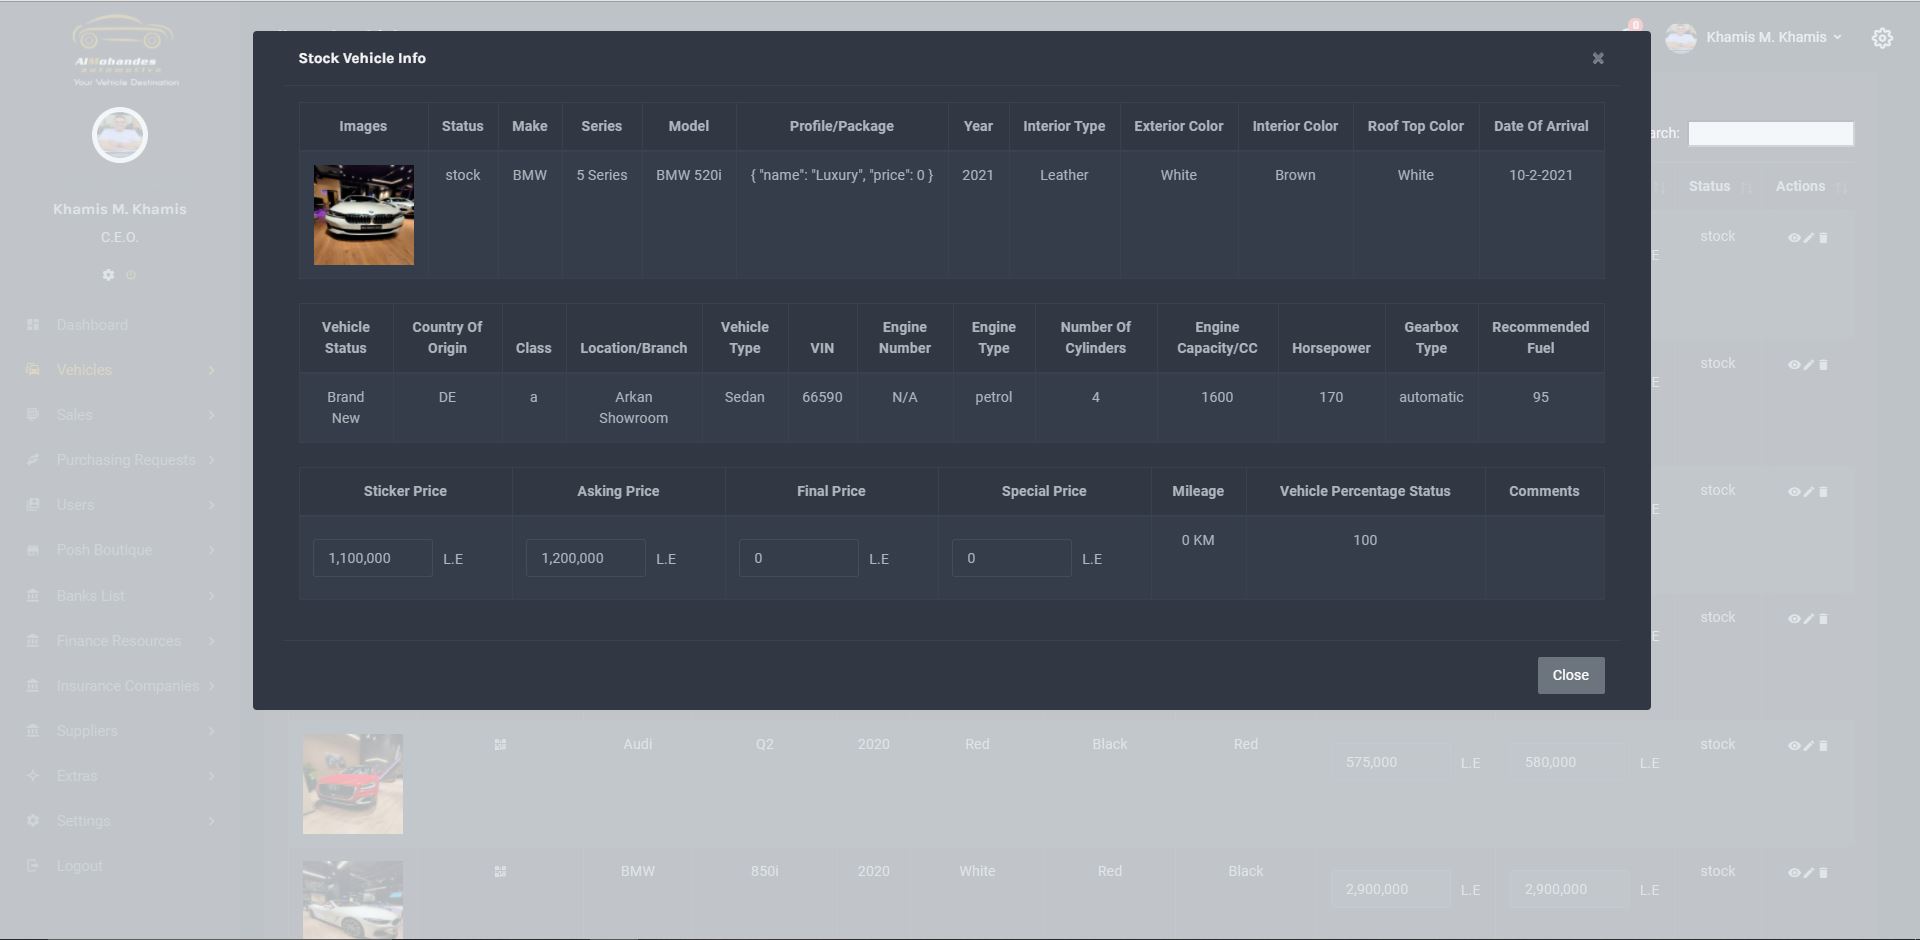 AlMohandes
automotive
Your Vehicle Destination
Khamis M. Khamis
C.E.O.
Dashboard
Vehicles
Sales
Purchasing Requests
Users
Posh Boutique
Banks List
Finance Resources
Insurance Companies
Suppliers
Extras
Settings
Logout
0
Khamis M. Khamis
Stock Vehicle Info
Images Status Make Series Model Profile/Package Year Interior Type Exterior Color Interior Color Roof Top Color Date Of Arrival
stock BMW 5 Series BMW 520i { "name": "Luxury", "price": 0 } 2021 Leather White Brown White 10-2-2021
Vehicle Status Country Of Origin Class Location/Branch Vehicle Type VIN Engine Number Engine Type Number Of Cylinders Engine Capacity/CC Horsepower Gearbox Type Recommended Fuel
Brand New DE a Arkan Showroom Sedan 66590 N/A petrol 4 1600 170 automatic 95
Sticker Price Asking Price Final Price Special Price Mileage Vehicle Percentage Status Comments
1,100,000 L.E 1,200,000 L.E 0 L.E 0 L.E 0 KM 100
Close
arch:
Status Actions
stock
E
stock
E
stock
E
stock
E
Audi Q2 2020 Red Black Red 575,000 L.E 580,000 L.E stock
BMW 850i 2020 White Red Black 2,900,000 L.E 2,900,000 L.E stock